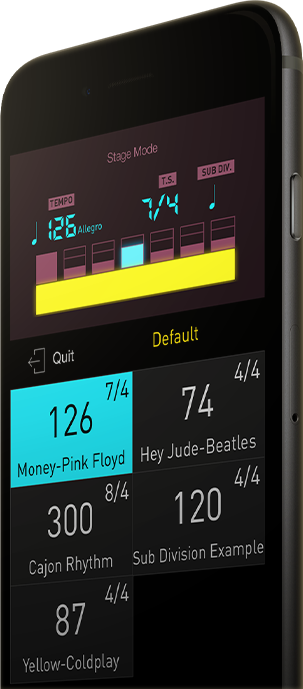 Stage Mode
TEMPO T.S. SUB DIV.
126 Allegro 7/4
Quit Default
7/4 4/4
126 74
Money-Pink Floyd Hey Jude-Beatles
8/4 4/4
300 120
Cajon Rhythm Sub Division Example
4/4
87
Yellow-Coldplay